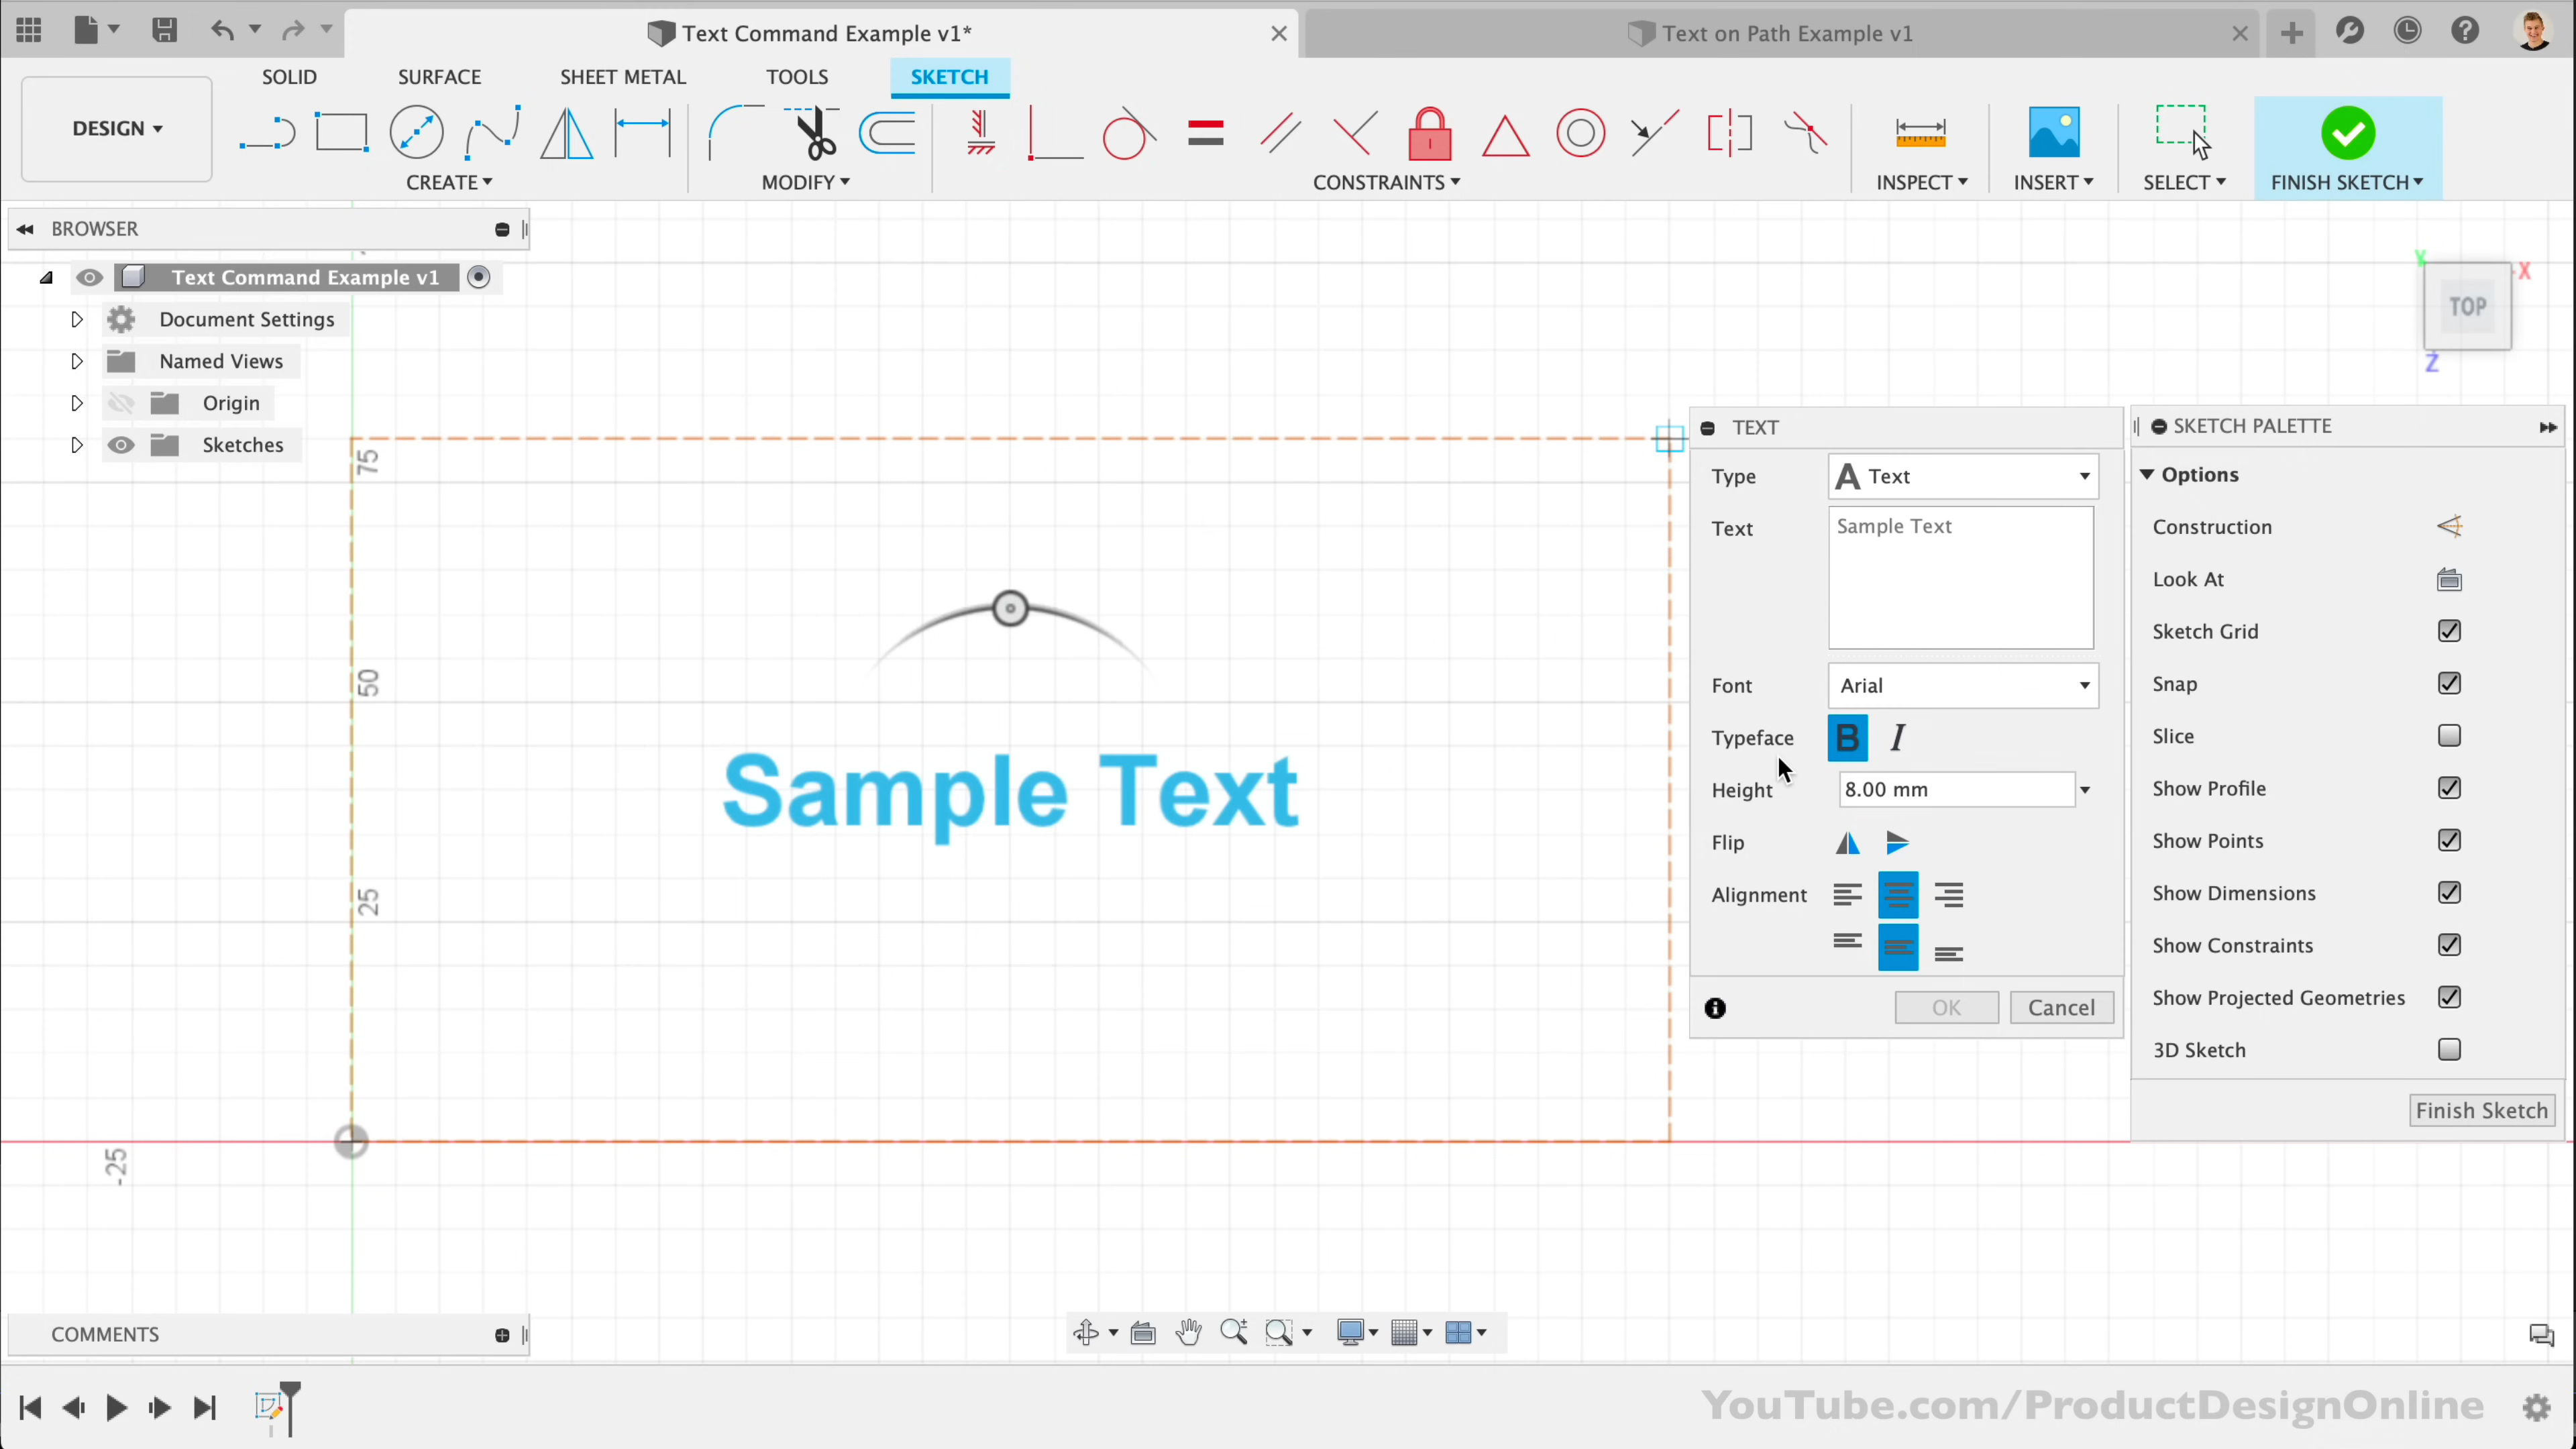 Text Command Example v1*
Text on Path Example v1
SOLID
SURFACE
SHEET METAL
TOOLS
SKETCH
DESIGN
CREATE
MODIFY
CONSTRAINTS
INSPECT
INSERT
SELECT
FINISH SKETCH
BROWSER
Text Command Example v1
Document Settings
Named Views
Origin
Sketches
Y
X
TOP
Z
75
50
25
-25
Sample Text
TEXT
Type
A Text
Text
Sample Text
Font
Arial
Typeface
B I
Height
8.00 mm
Flip
Alignment
OK
Cancel
SKETCH PALETTE
Options
Construction
Look At
Sketch Grid
Snap
Slice
Show Profile
Show Points
Show Dimensions
Show Constraints
Show Projected Geometries
3D Sketch
Finish Sketch
COMMENTS
YouTube.com/ProductDesignOnline